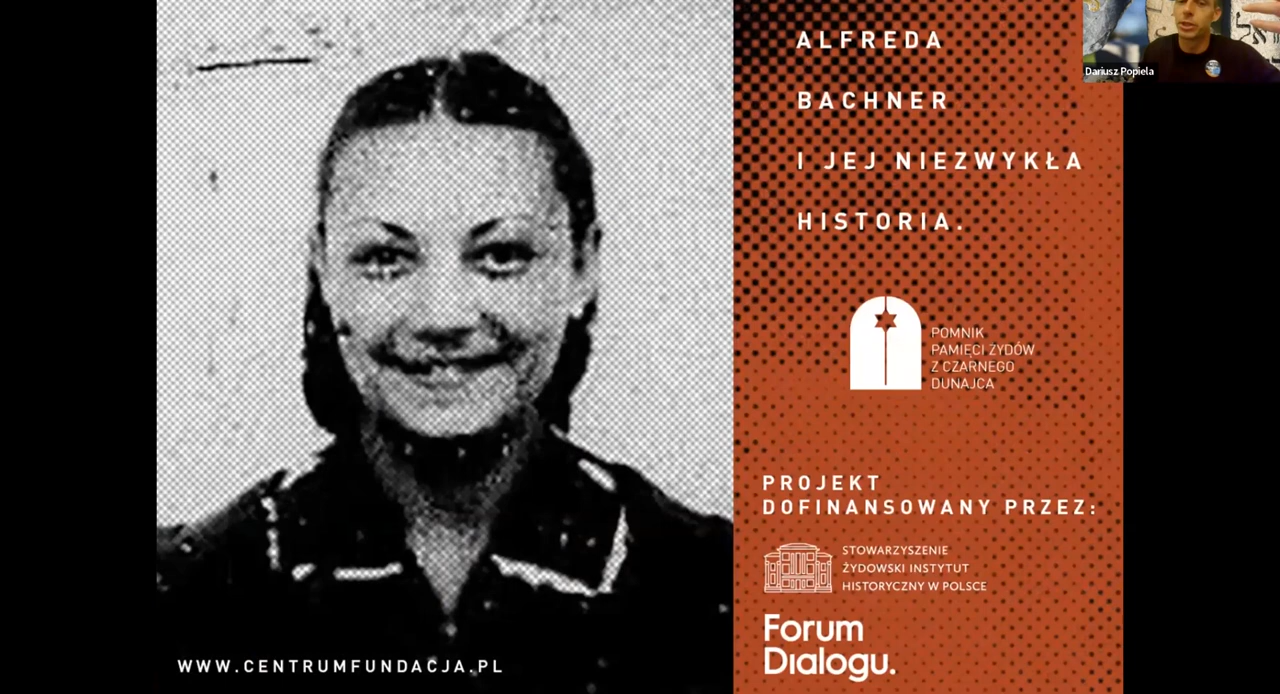 ALFREDA
BACHNER
I JEJ NIEZWYKŁA
HISTORIA.
Dariusz Popiela
POMNIK
PAMIĘCI ŻYDÓW
Z CZARNEGO
DUNAJCA
PROJEKT
DOFINANSOWANY PRZEZ:
STOWARZYSZENIE
ŻYDOWSKI INSTYTUT
HISTORYCZNY W POLSCE
Forum
Dialogu.
WWW.CENTRUMFUNDACJA.PL